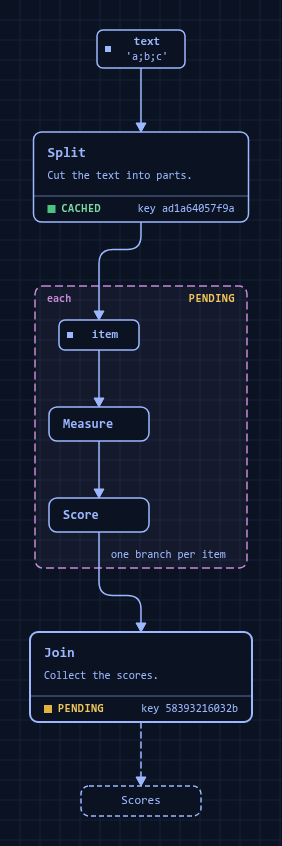 text
'a;b;c'
Split
Cut the text into parts.
CACHED key ad1a64057f9a
each PENDING
item
Measure
Score
one branch per item
Join
Collect the scores.
PENDING key 58393216032b
Scores